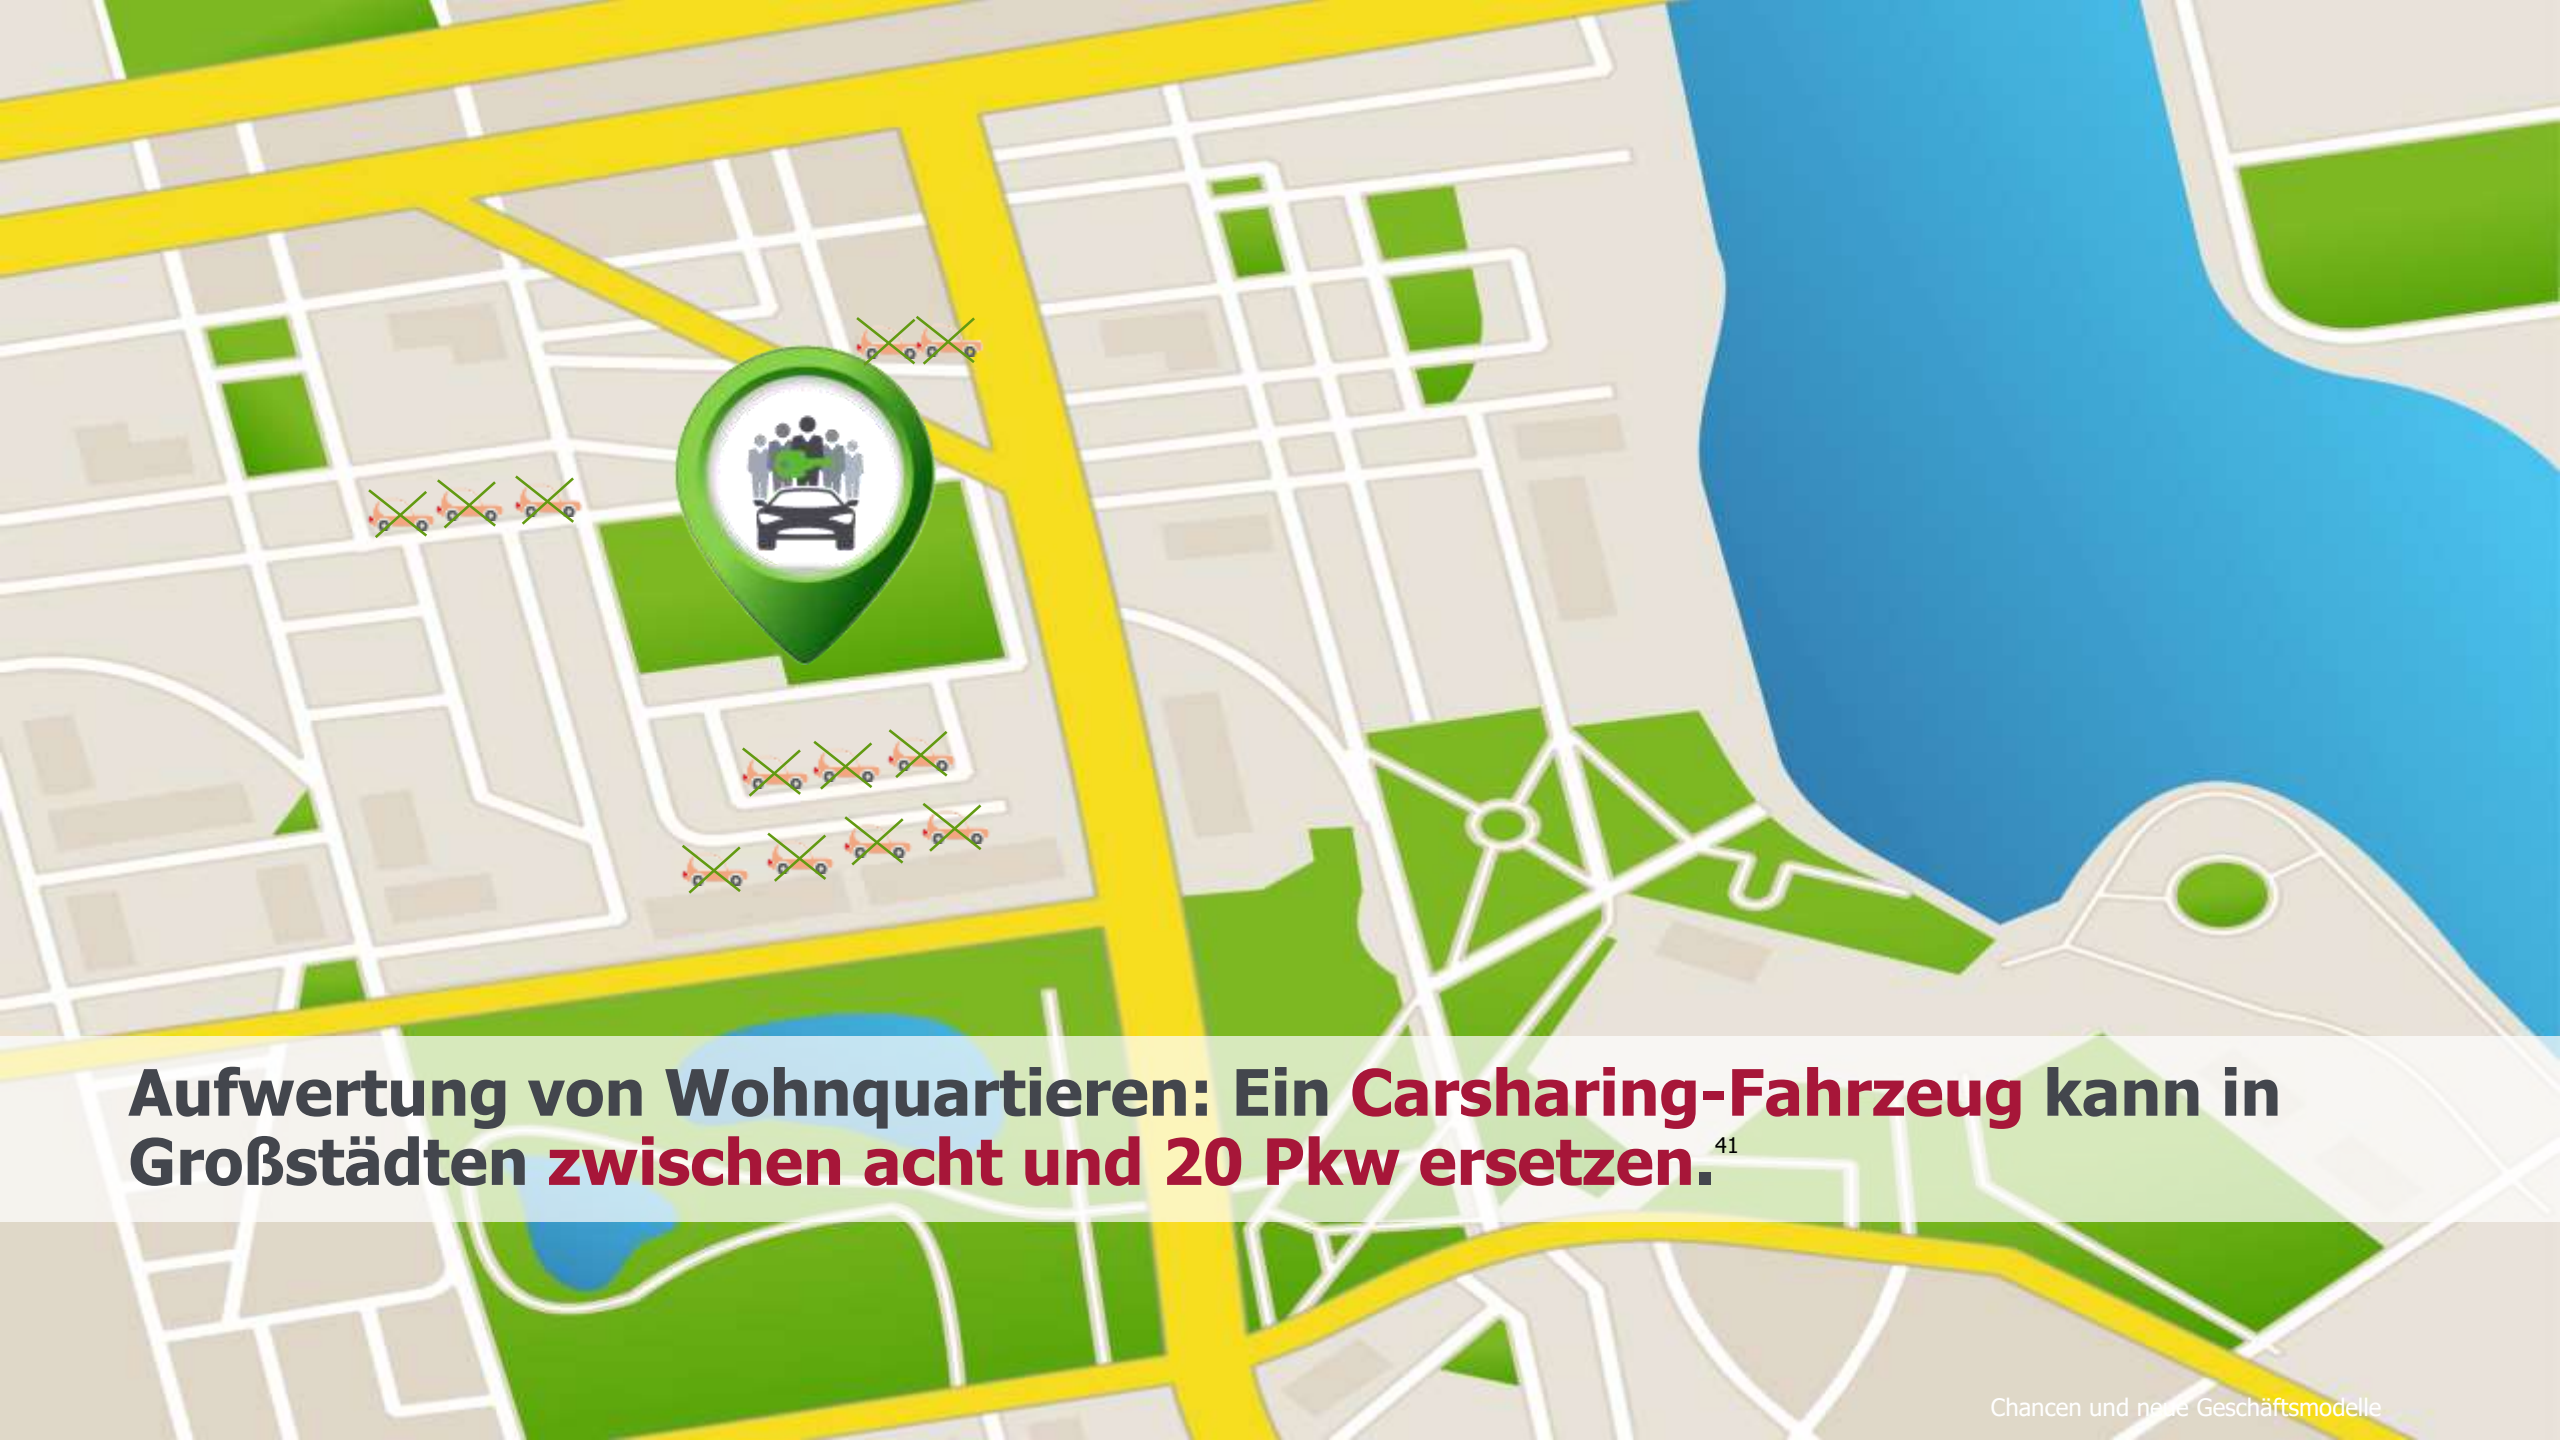 Aufwertung von Wohnquartieren: Ein Carsharing-Fahrzeug kann in
Großstädten zwischen acht und 20 Pkw ersetzen.41
Chancen und neue Geschäftsmodelle